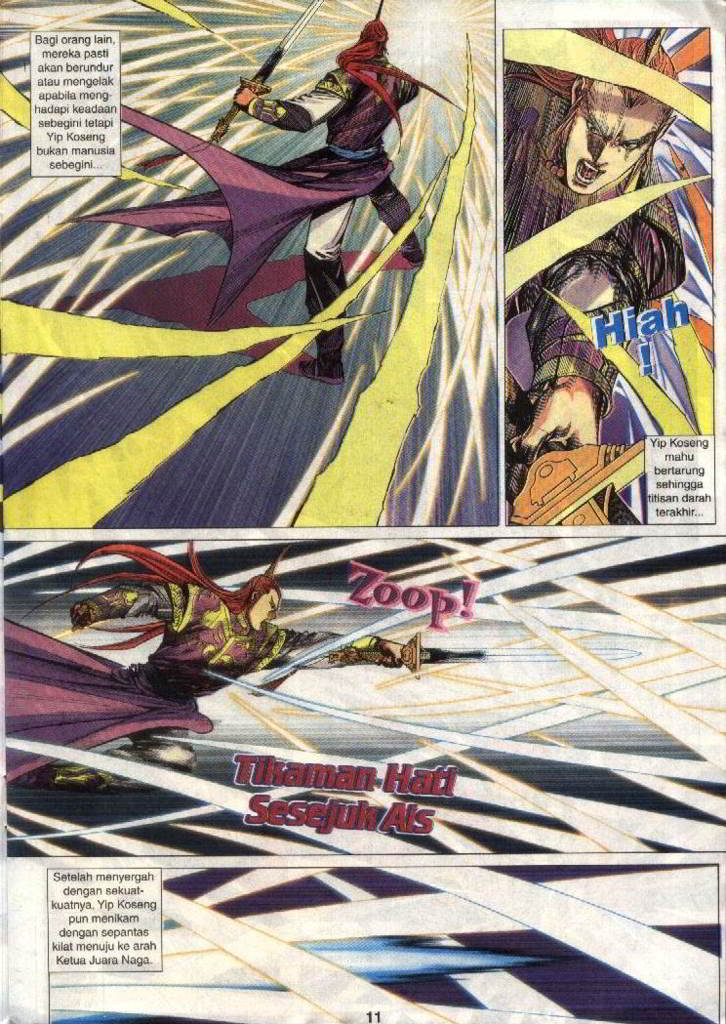 Bagi orang lain,
mereka pasti
akan berundur
atau mengelak
apabila meng-
hadapi keadaan
sebegini tetapi
Yip Koseng
bukan manusia
sebegini...
Hiah
!
Yip Koseng
mahu
bertarung
sehingga
titisan darah
terakhir...
Zoop!
Tikaman Hati
Sesejuk Ais
Setelah menyergah
dengan sekuat-
kuatnya, Yip Koseng
pun menikam
dengan sepantas
kilat menuju ke arah
Ketua Juara Naga.
11